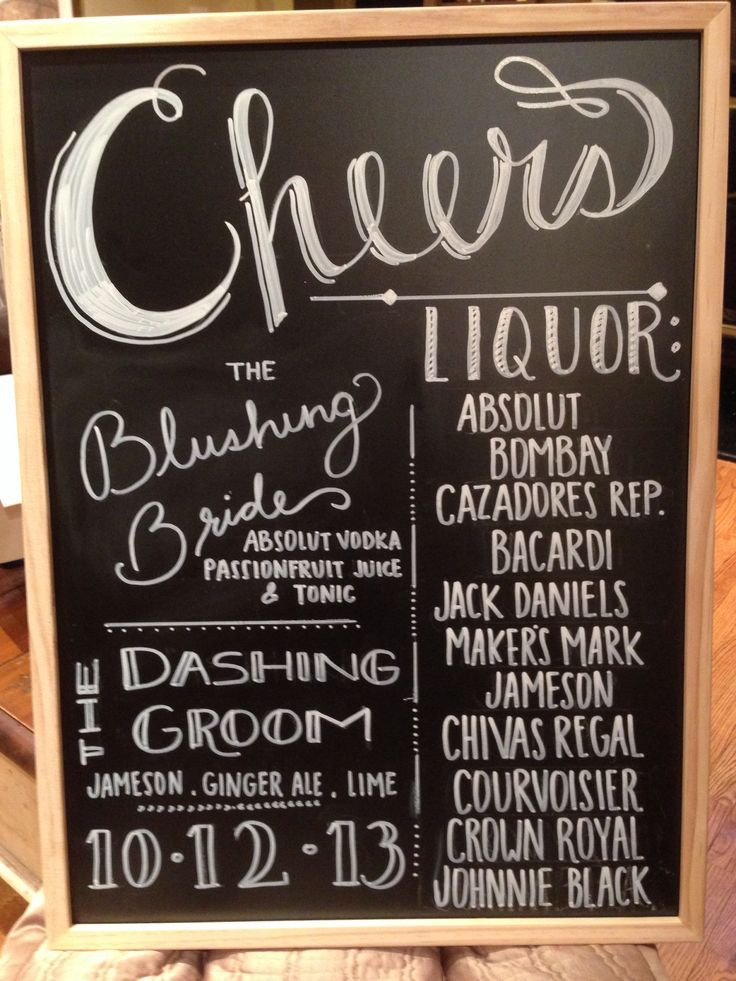 Cheers
THE
Blushing
Bride
ABSOLUT VODKA
PASSIONFRUIT JUICE
& TONIC
THE DASHING
GROOM
JAMESON . GINGER ALE . LIME
10 · 12 · 13
LIQUOR:
ABSOLUT
BOMBAY
CAZADORES REP.
BACARDI
JACK DANIELS
MAKER'S MARK
JAMESON
CHIVAS REGAL
COURVOISIER
CROWN ROYAL
JOHNNIE BLACK